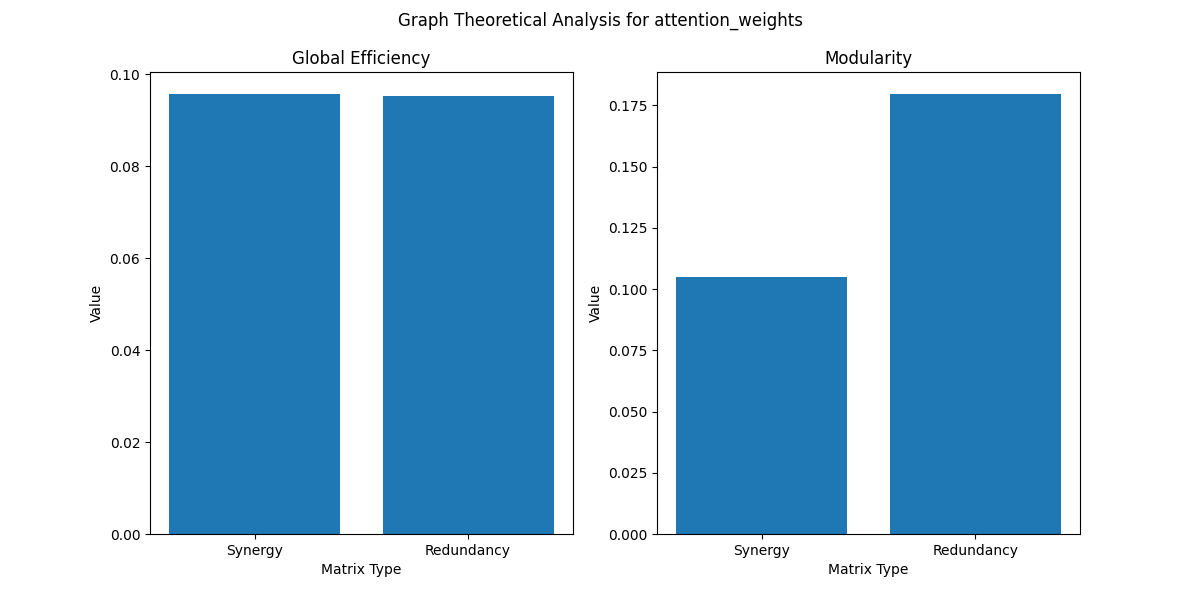 Graph Theoretical Analysis for attention_weights
Global Efficiency
0.10
0.08
0.06
0.04
0.02
0.00
Value
Synergy
Redundancy
Matrix Type
Modularity
0.175
0.150
0.125
0.100
0.075
0.050
0.025
0.000
Value
Synergy
Redundancy
Matrix Type